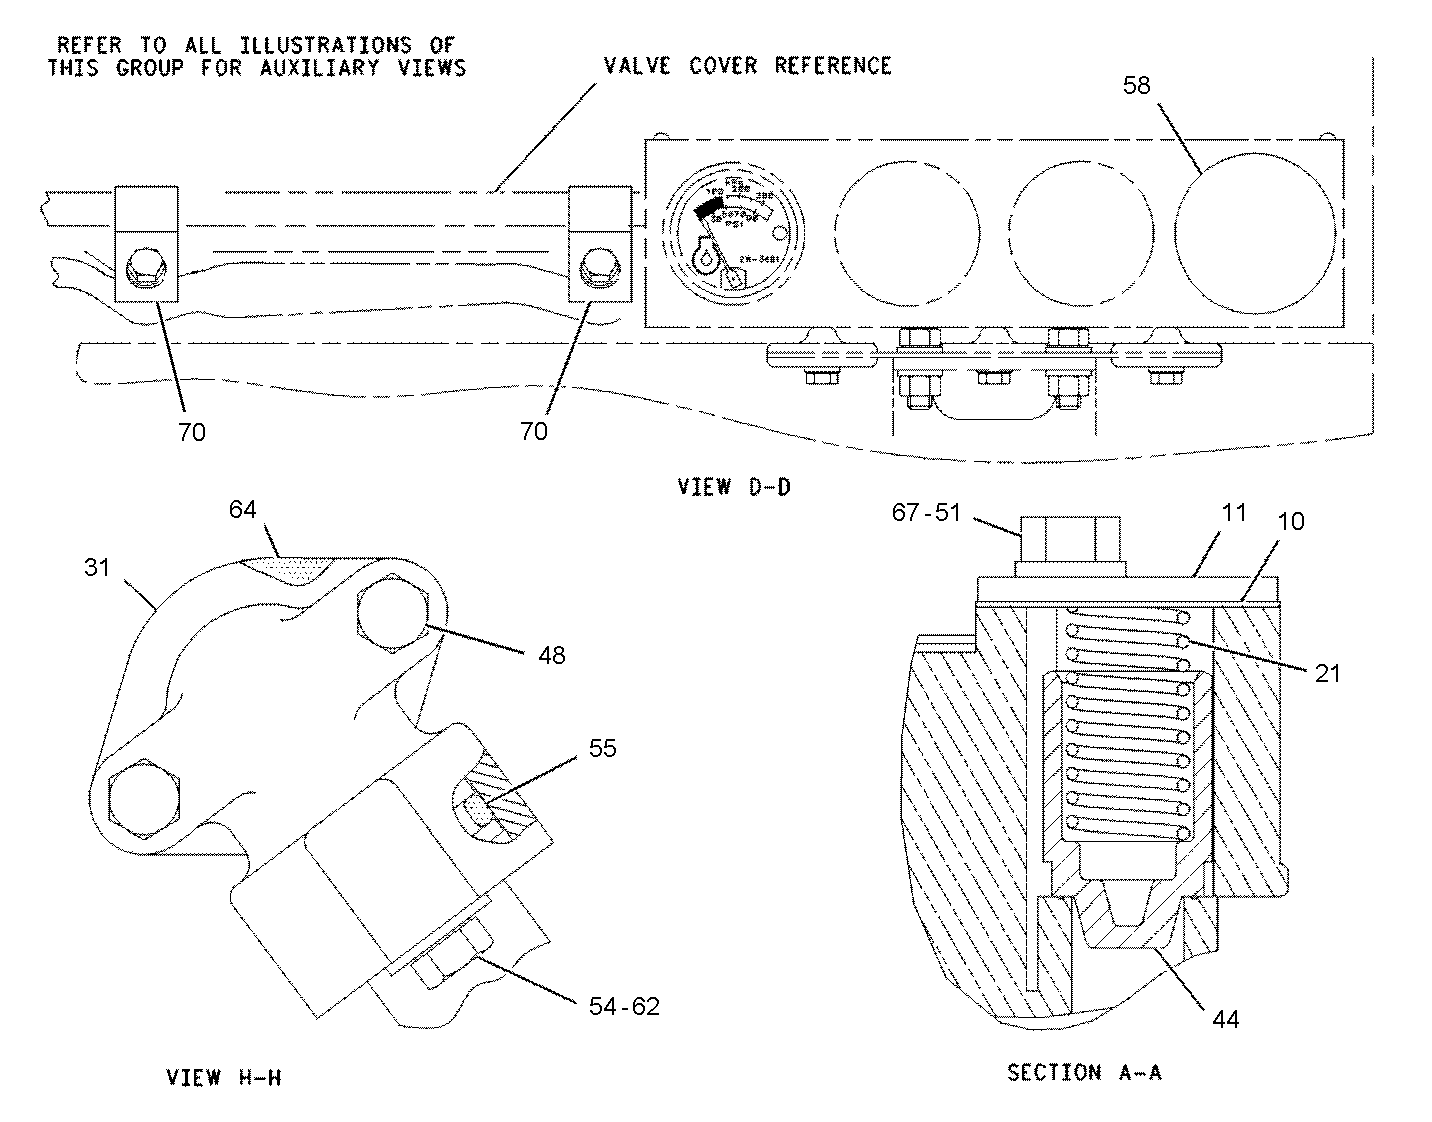 REFER TO ALL ILLUSTRATIONS OF
THIS GROUP FOR AUXILIARY VIEWS
VALVE COVER REFERENCE
58
PSI
70
70
VIEW D-D
64
31
48
55
54-62
VIEW H-H
67-51
11
10
21
44
SECTION A-A